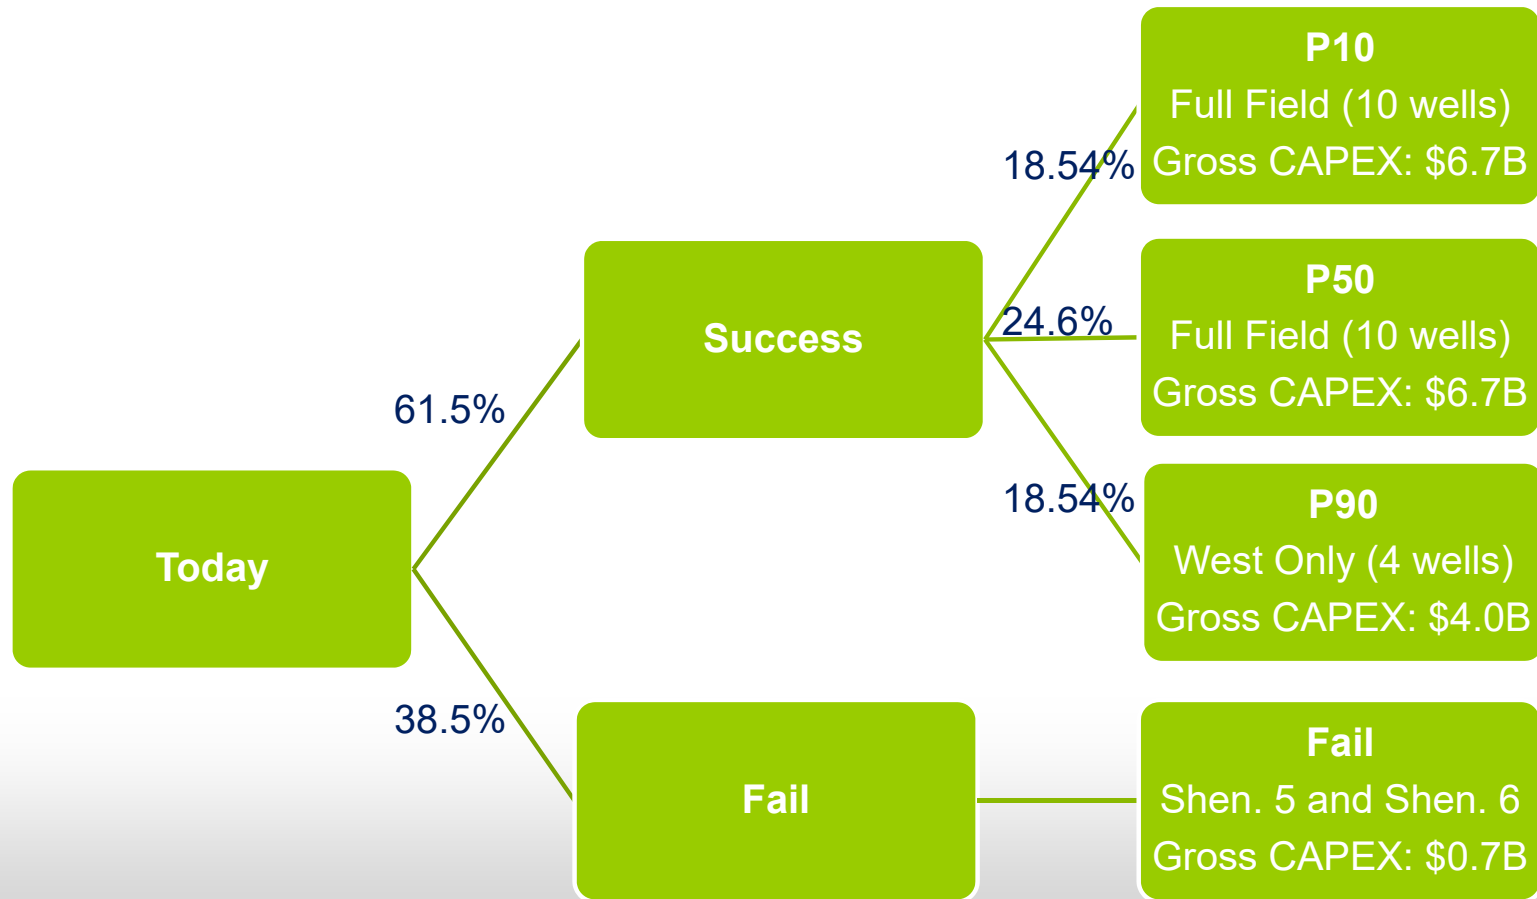 P10
Full Field (10 wells)
Gross CAPEX: $6.7B
18.54%
P50
Full Field (10 wells)
Gross CAPEX: $6.7B
24.6%
Success
61.5%
18.54%
P90
West Only (4 wells)
Gross CAPEX: $4.0B
Today
38.5%
Fail
Fail
Shen. 5 and Shen. 6
Gross CAPEX: $0.7B